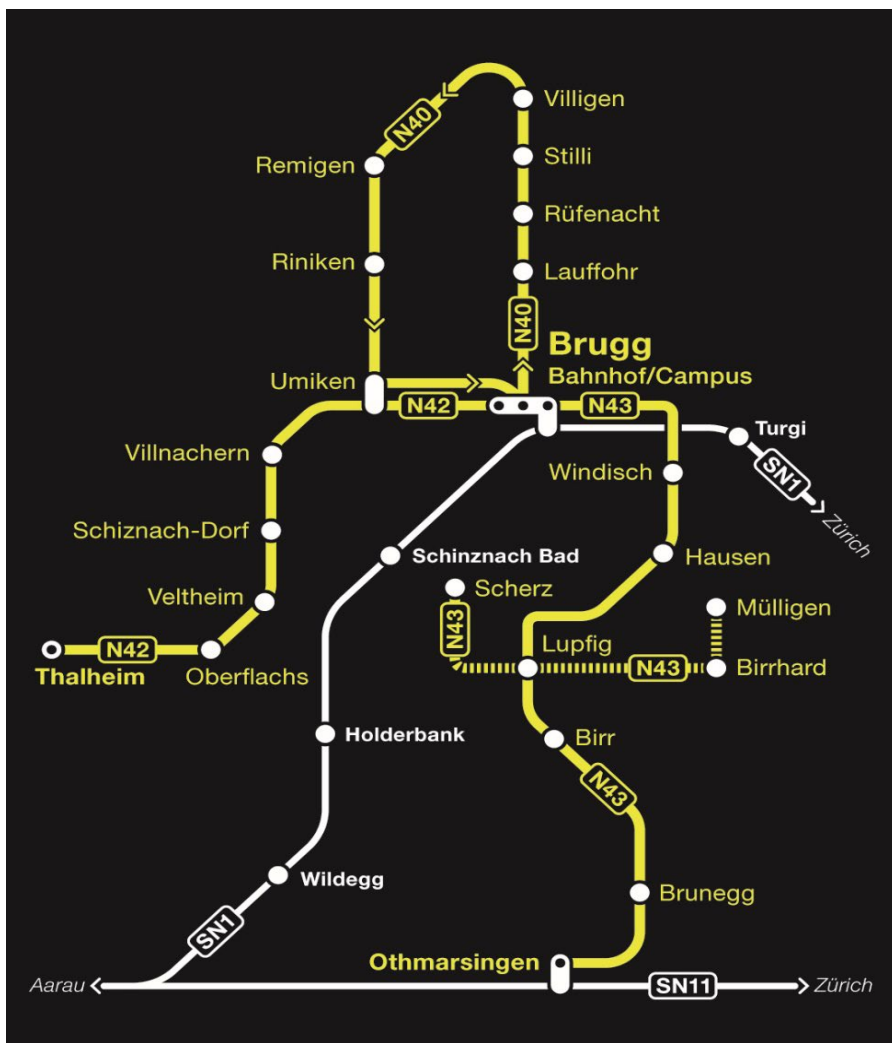 Villigen
N40
Stilli
Remigen
Rüfenacht
Riniken
Lauffohr
N40
Brugg
Bahnhof/Campus
Umiken
N42
N43
Turgi
Villnachern
Windisch
SN1
Zürich
Schiznach-Dorf
Schinznach Bad
Hausen
Scherz
Veltheim
Mülligen
N43
Lupfig
N42
N43
Thalheim
Oberflachs
Birrhard
Holderbank
Birr
N43
Wildegg
Brunegg
SN1
Othmarsingen
Aarau
SN11
Zürich